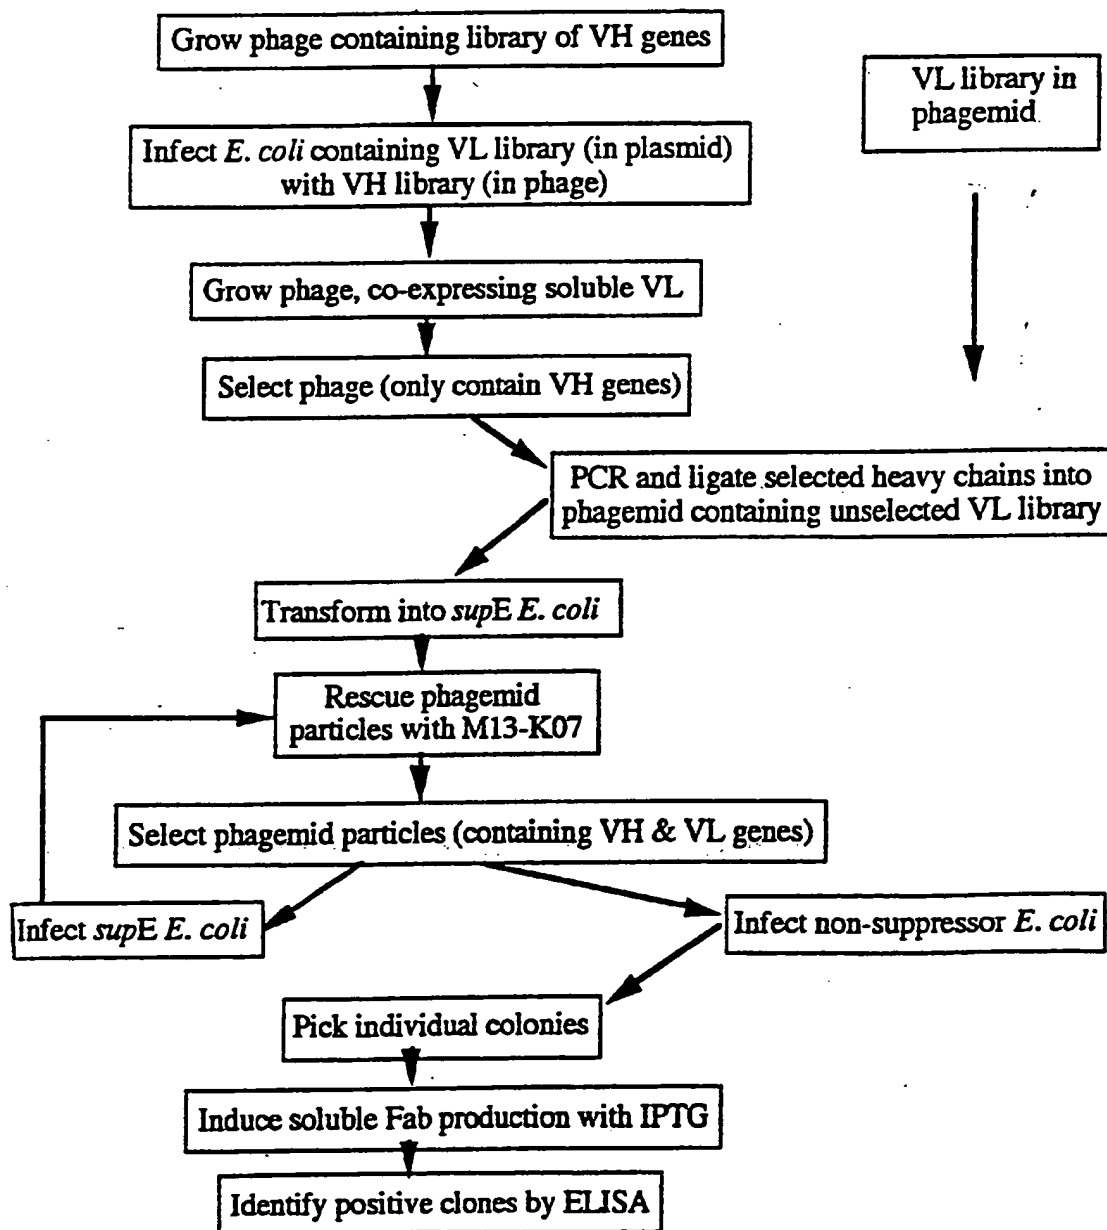 Grow phage containing library of VH genes
VL library in
phagemid
Infect E. coli containing VL library (in plasmid)
with VH library (in phage)
Grow phage, co-expressing soluble VL
Select phage (only contain VH genes)
PCR and ligate selected heavy chains into
phagemid containing unselected VL library
Transform into supE E. coli
Rescue phagemid
particles with M13-K07
Select phagemid particles (containing VH & VL genes)
Infect supE E. coli
Infect non-suppressor E. coli
Pick individual colonies
Induce soluble Fab production with IPTG
Identify positive clones by ELISA